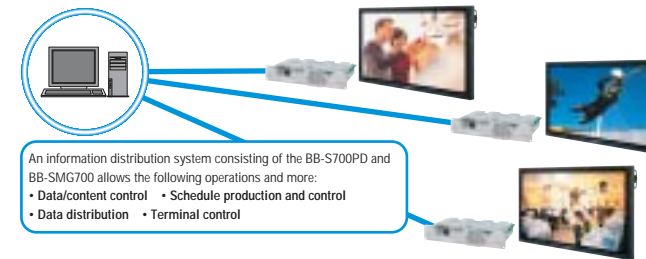 An information distribution system consisting of the BB-S700PD and
BB-SMG700 allows the following operations and more:
• Data/content control • Schedule production and control
• Data distribution • Terminal control